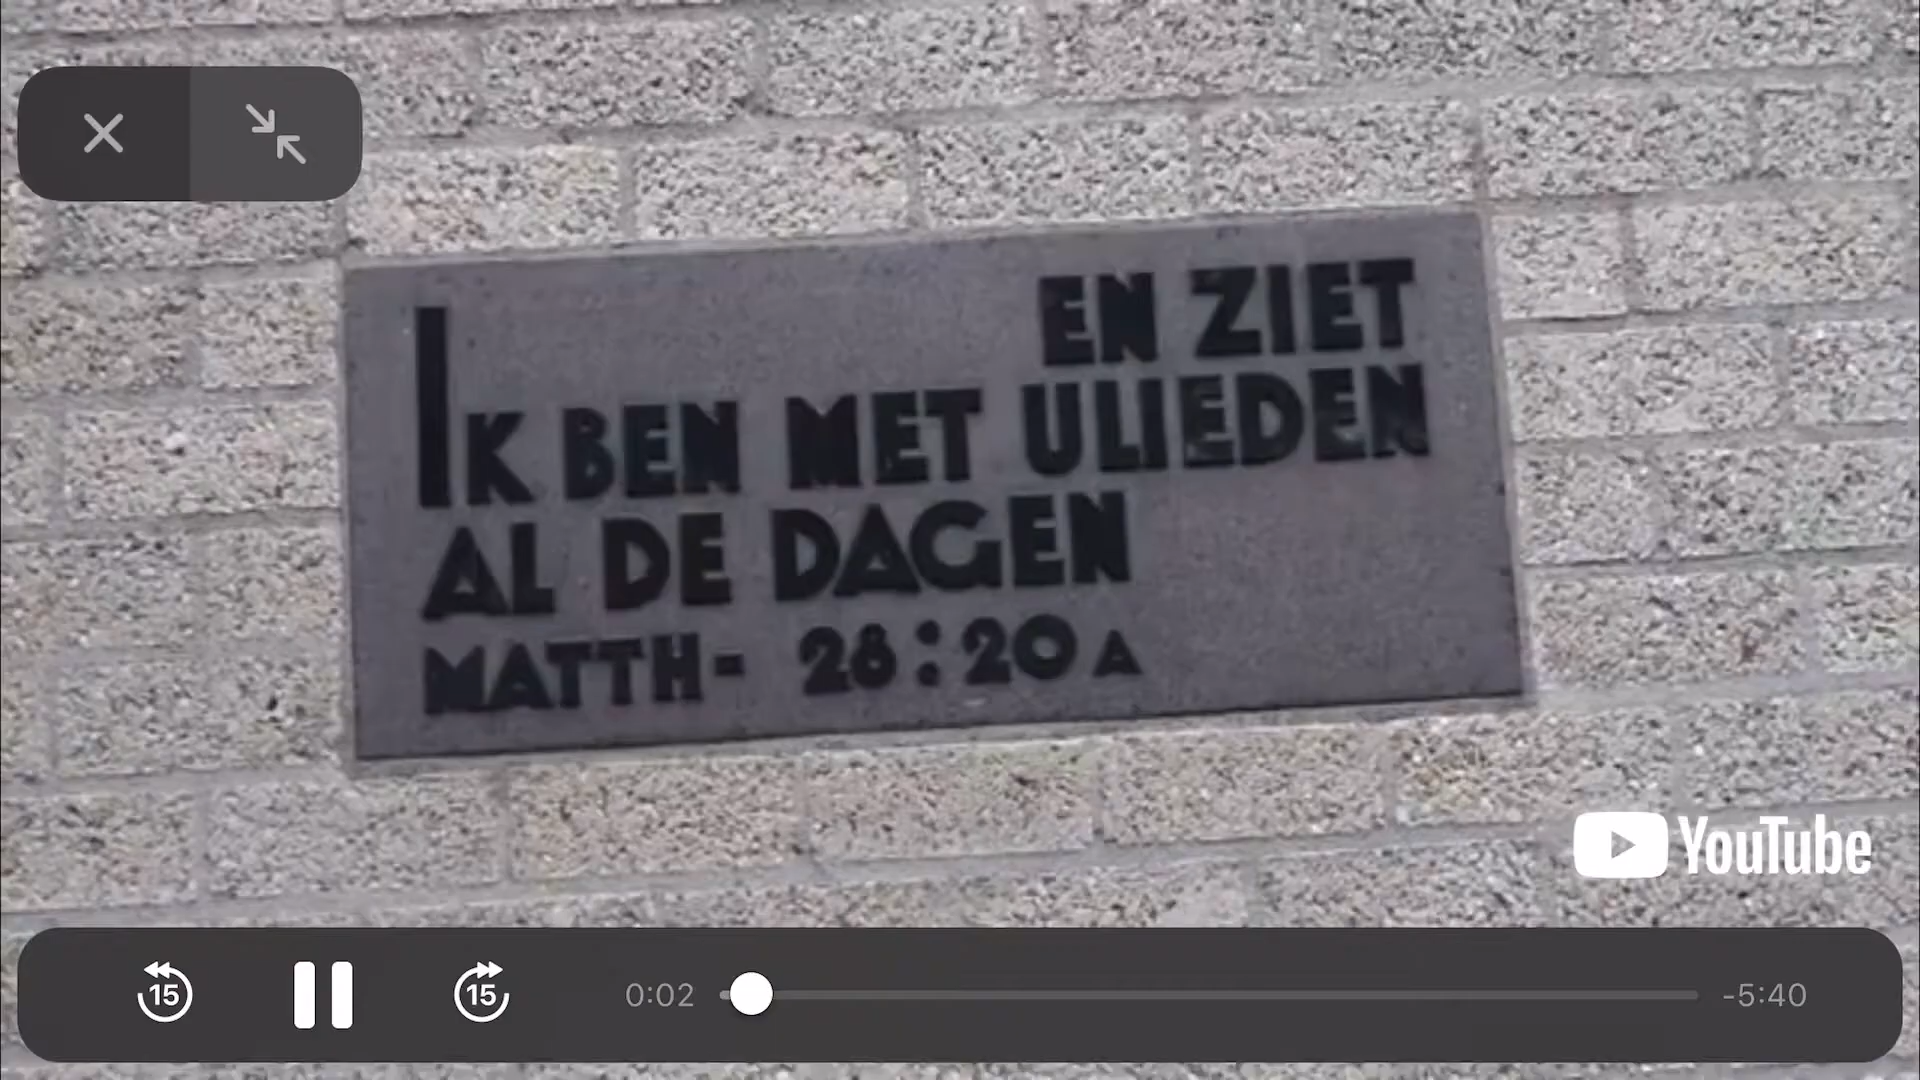 EN ZIET
IK BEN MET ULIEDEN
AL DE DAGEN
MATTH- 28:20A
YouTube
15
15
0:02
-5:40